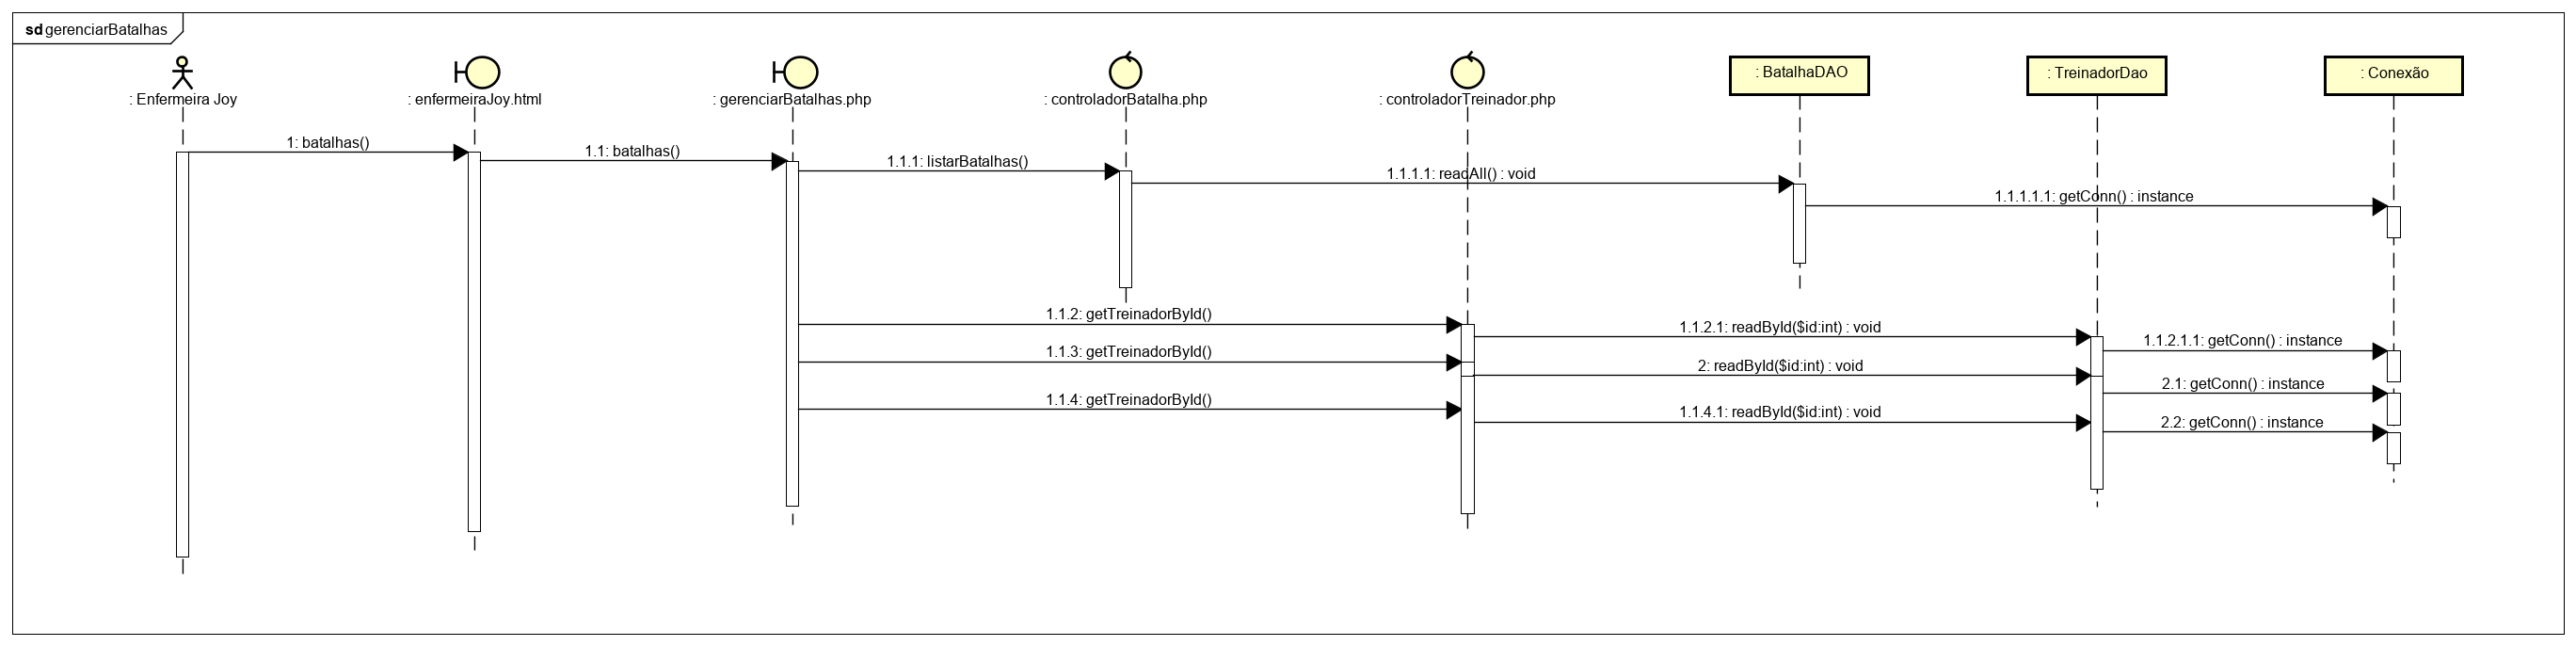 sd gerenciarBatalhas
: Enfermeira Joy
: enfermeiraJoy.html
: gerenciarBatalhas.php
: controladorBatalha.php
: controladorTreinador.php
: BatalhaDAO
: TreinadorDao
: Conexão
1: batalhas()
1.1: batalhas()
1.1.1: listarBatalhas()
1.1.1.1: readAll() : void
1.1.1.1.1: getConn() : instance
1.1.2: getTreinadorById()
1.1.2.1: readById($id:int) : void
1.1.2.1.1: getConn() : instance
1.1.3: getTreinadorById()
2: readById($id:int) : void
2.1: getConn() : instance
1.1.4: getTreinadorById()
1.1.4.1: readById($id:int) : void
2.2: getConn() : instance